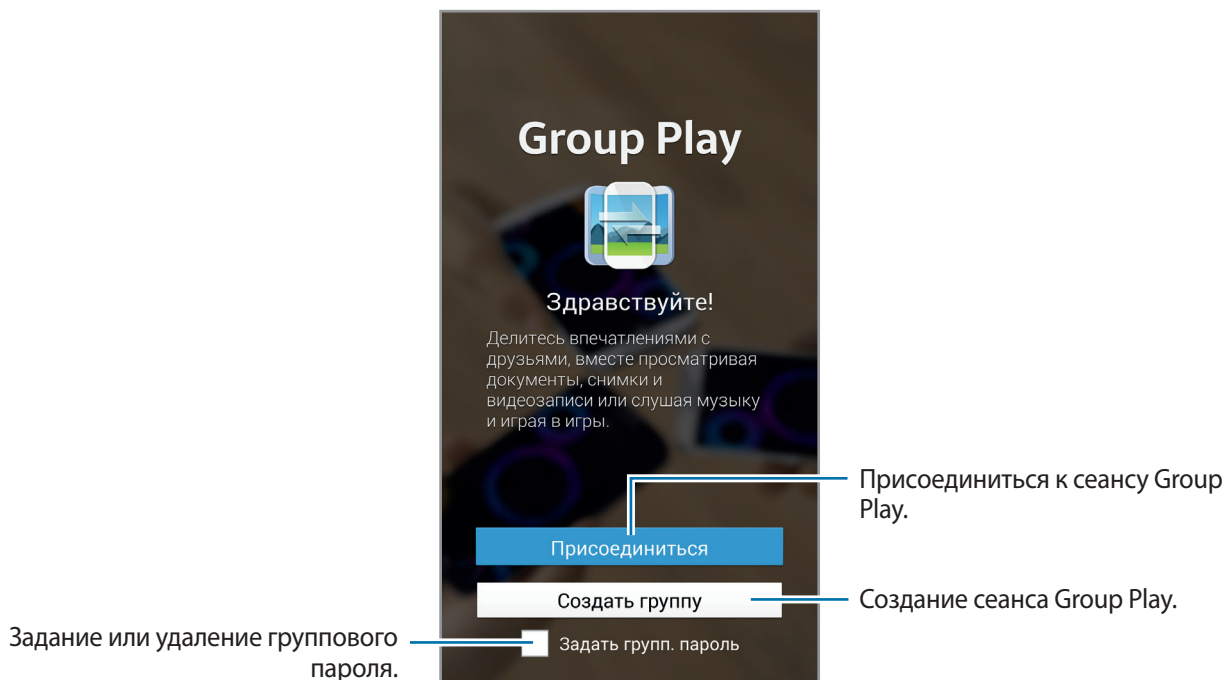 Group Play
Здравствуйте!
Делитесь впечатлениями с
друзьями, вместе просматривая
документы, снимки и
видеозаписи или слушая музыку
и играя в игры.
Присоединиться к сеансу Group
Play.
Присоединиться
Создать группу
Создание сеанса Group Play.
Задание или удаление группового
пароля.
Задать групп. пароль